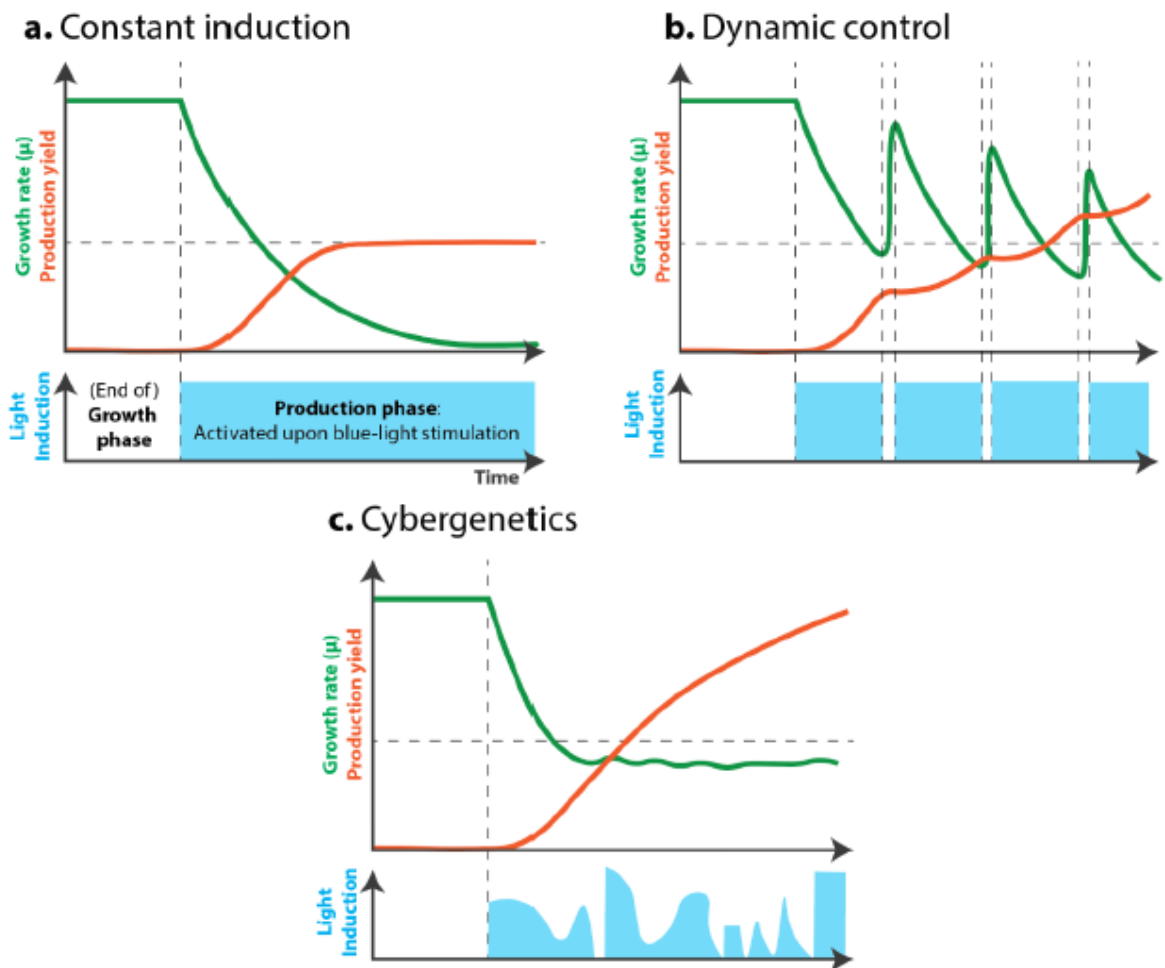 a. Constant induction
Growth rate (μ)
Production yield
Light
Induction
(End of)
Growth
phase
Production phase:
Activated upon blue-light stimulation
Time
b. Dynamic control
Growth rate (μ)
Production yield
Light
Induction
c. Cybergenetics
Growth rate (μ)
Production yield
Light
Induction